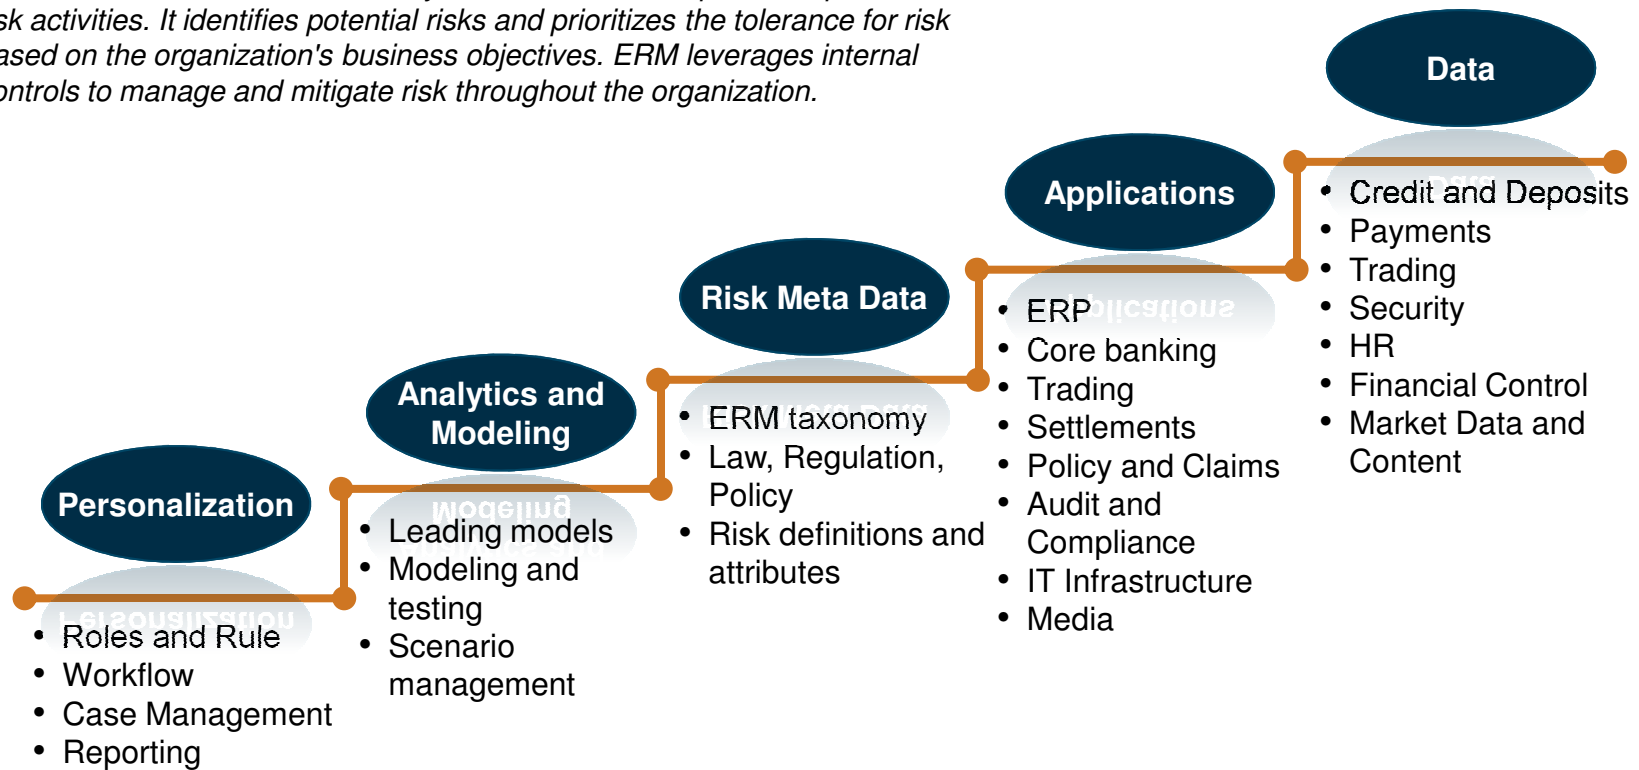 sk activities. It identifies potential risks and prioritizes the tolerance for risk
ased on the organization's business objectives. ERM leverages internal
ontrols to manage and mitigate risk throughout the organization.
Data
• Credit and Deposits
• Payments
• Trading
• Security
• HR
• Financial Control
• Market Data and
Content
Applications
• ERP
• Core banking
• Trading
• Settlements
• Policy and Claims
• Audit and
Compliance
• IT Infrastructure
• Media
Risk Meta Data
• ERM taxonomy
• Law, Regulation,
Policy
• Risk definitions and
attributes
Analytics and
Modeling
• Leading models
• Modeling and
testing
• Scenario
management
Personalization
• Roles and Rule
• Workflow
• Case Management
• Reporting